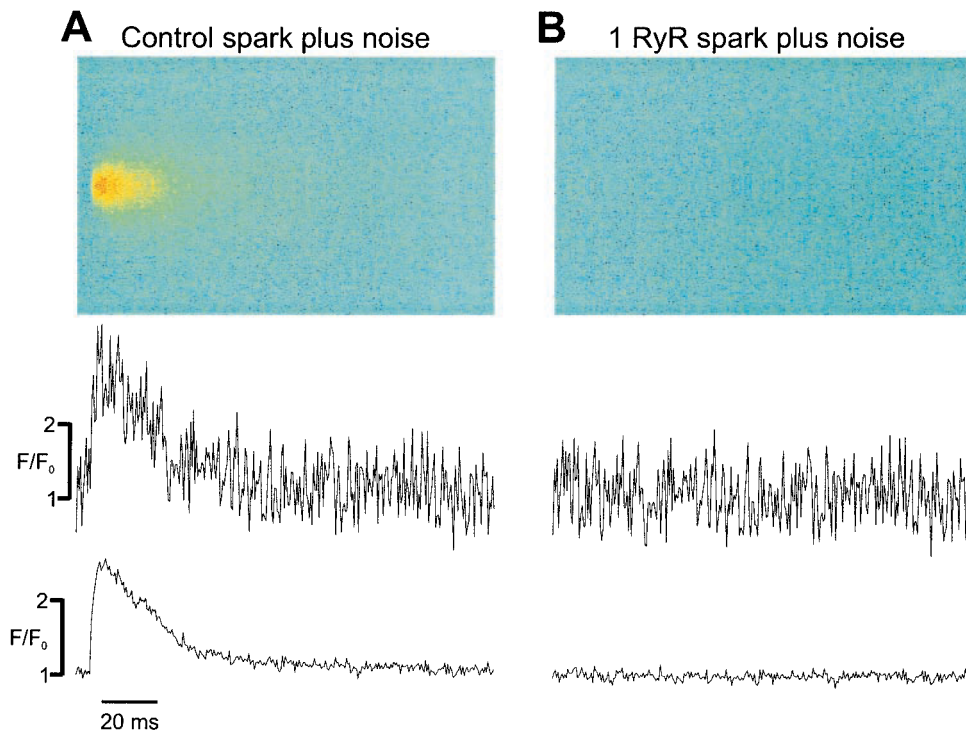 A Control spark plus noise
B 1 RyR spark plus noise
2
F/F₀
1
2
F/F₀
1
20 ms